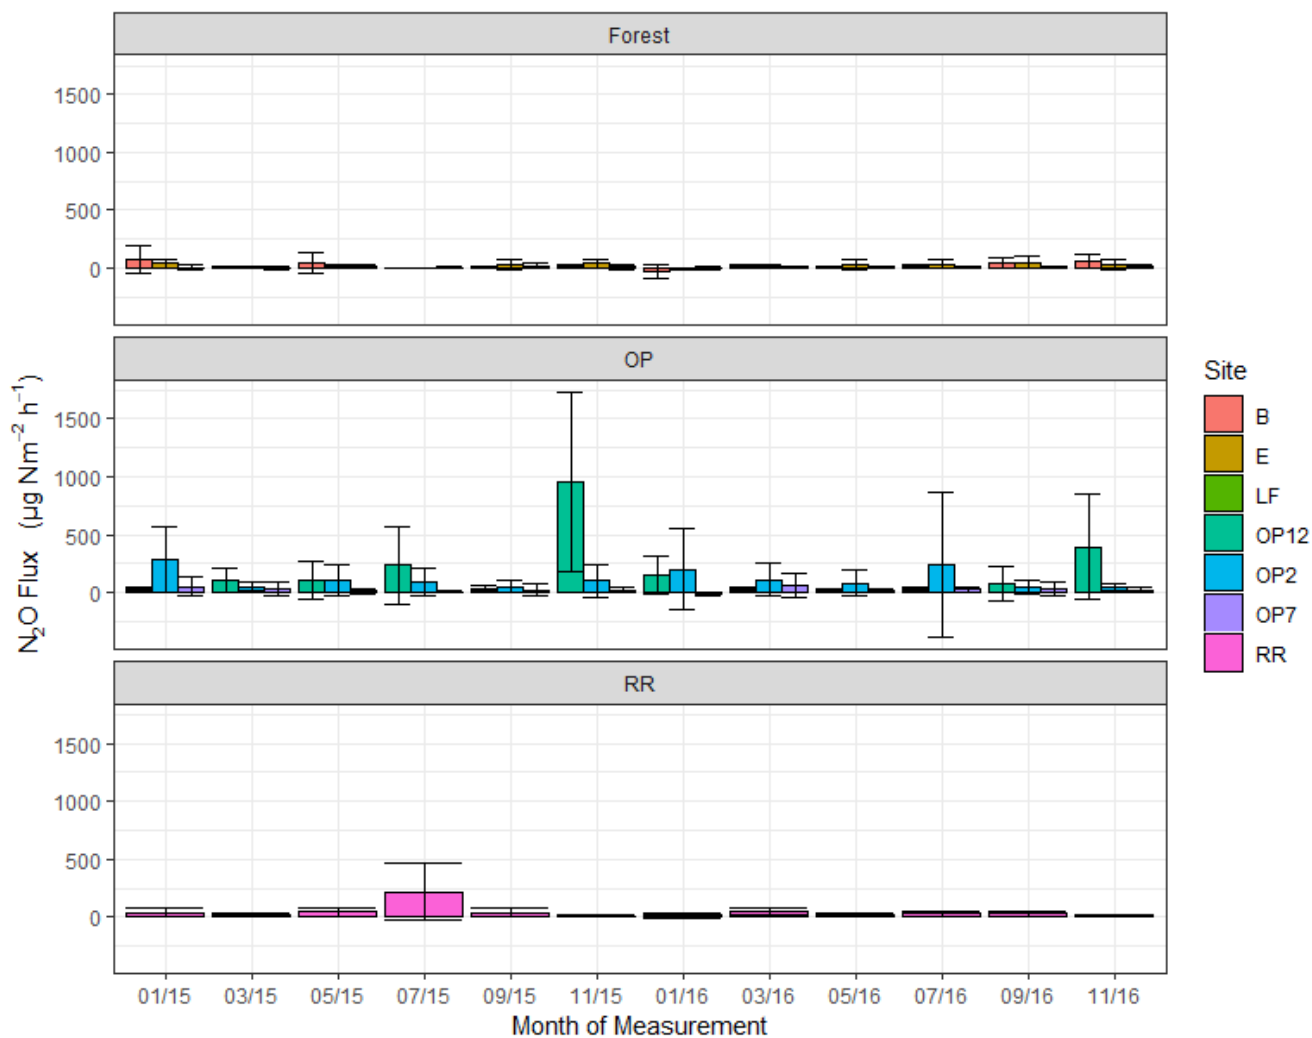 Forest
1500
1000
500
0
OP
1500
1000
500
0
RR
1500
1000
500
0
N₂O Flux (µg Nm⁻² h⁻¹)
01/15 03/15 05/15 07/15 09/15 11/15 01/16 03/16 05/16 07/16 09/16 11/16
Month of Measurement
Site
B
E
LF
OP12
OP2
OP7
RR